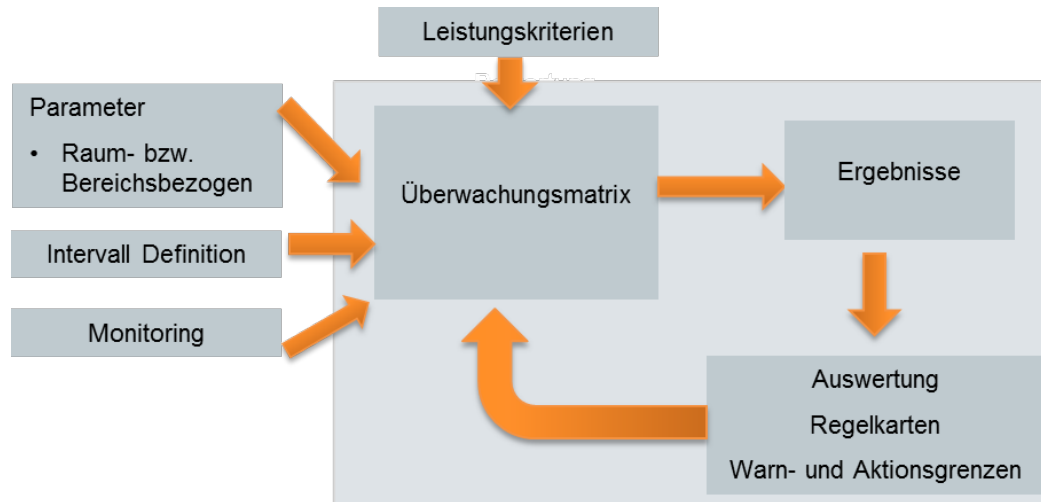 Leistungskriterien
Parameter
• Raum- bzw.
Bereichsbezogen
Überwachungsmatrix
Ergebnisse
Intervall Definition
Monitoring
Auswertung
Regelkarten
Warn- und Aktionsgrenzen